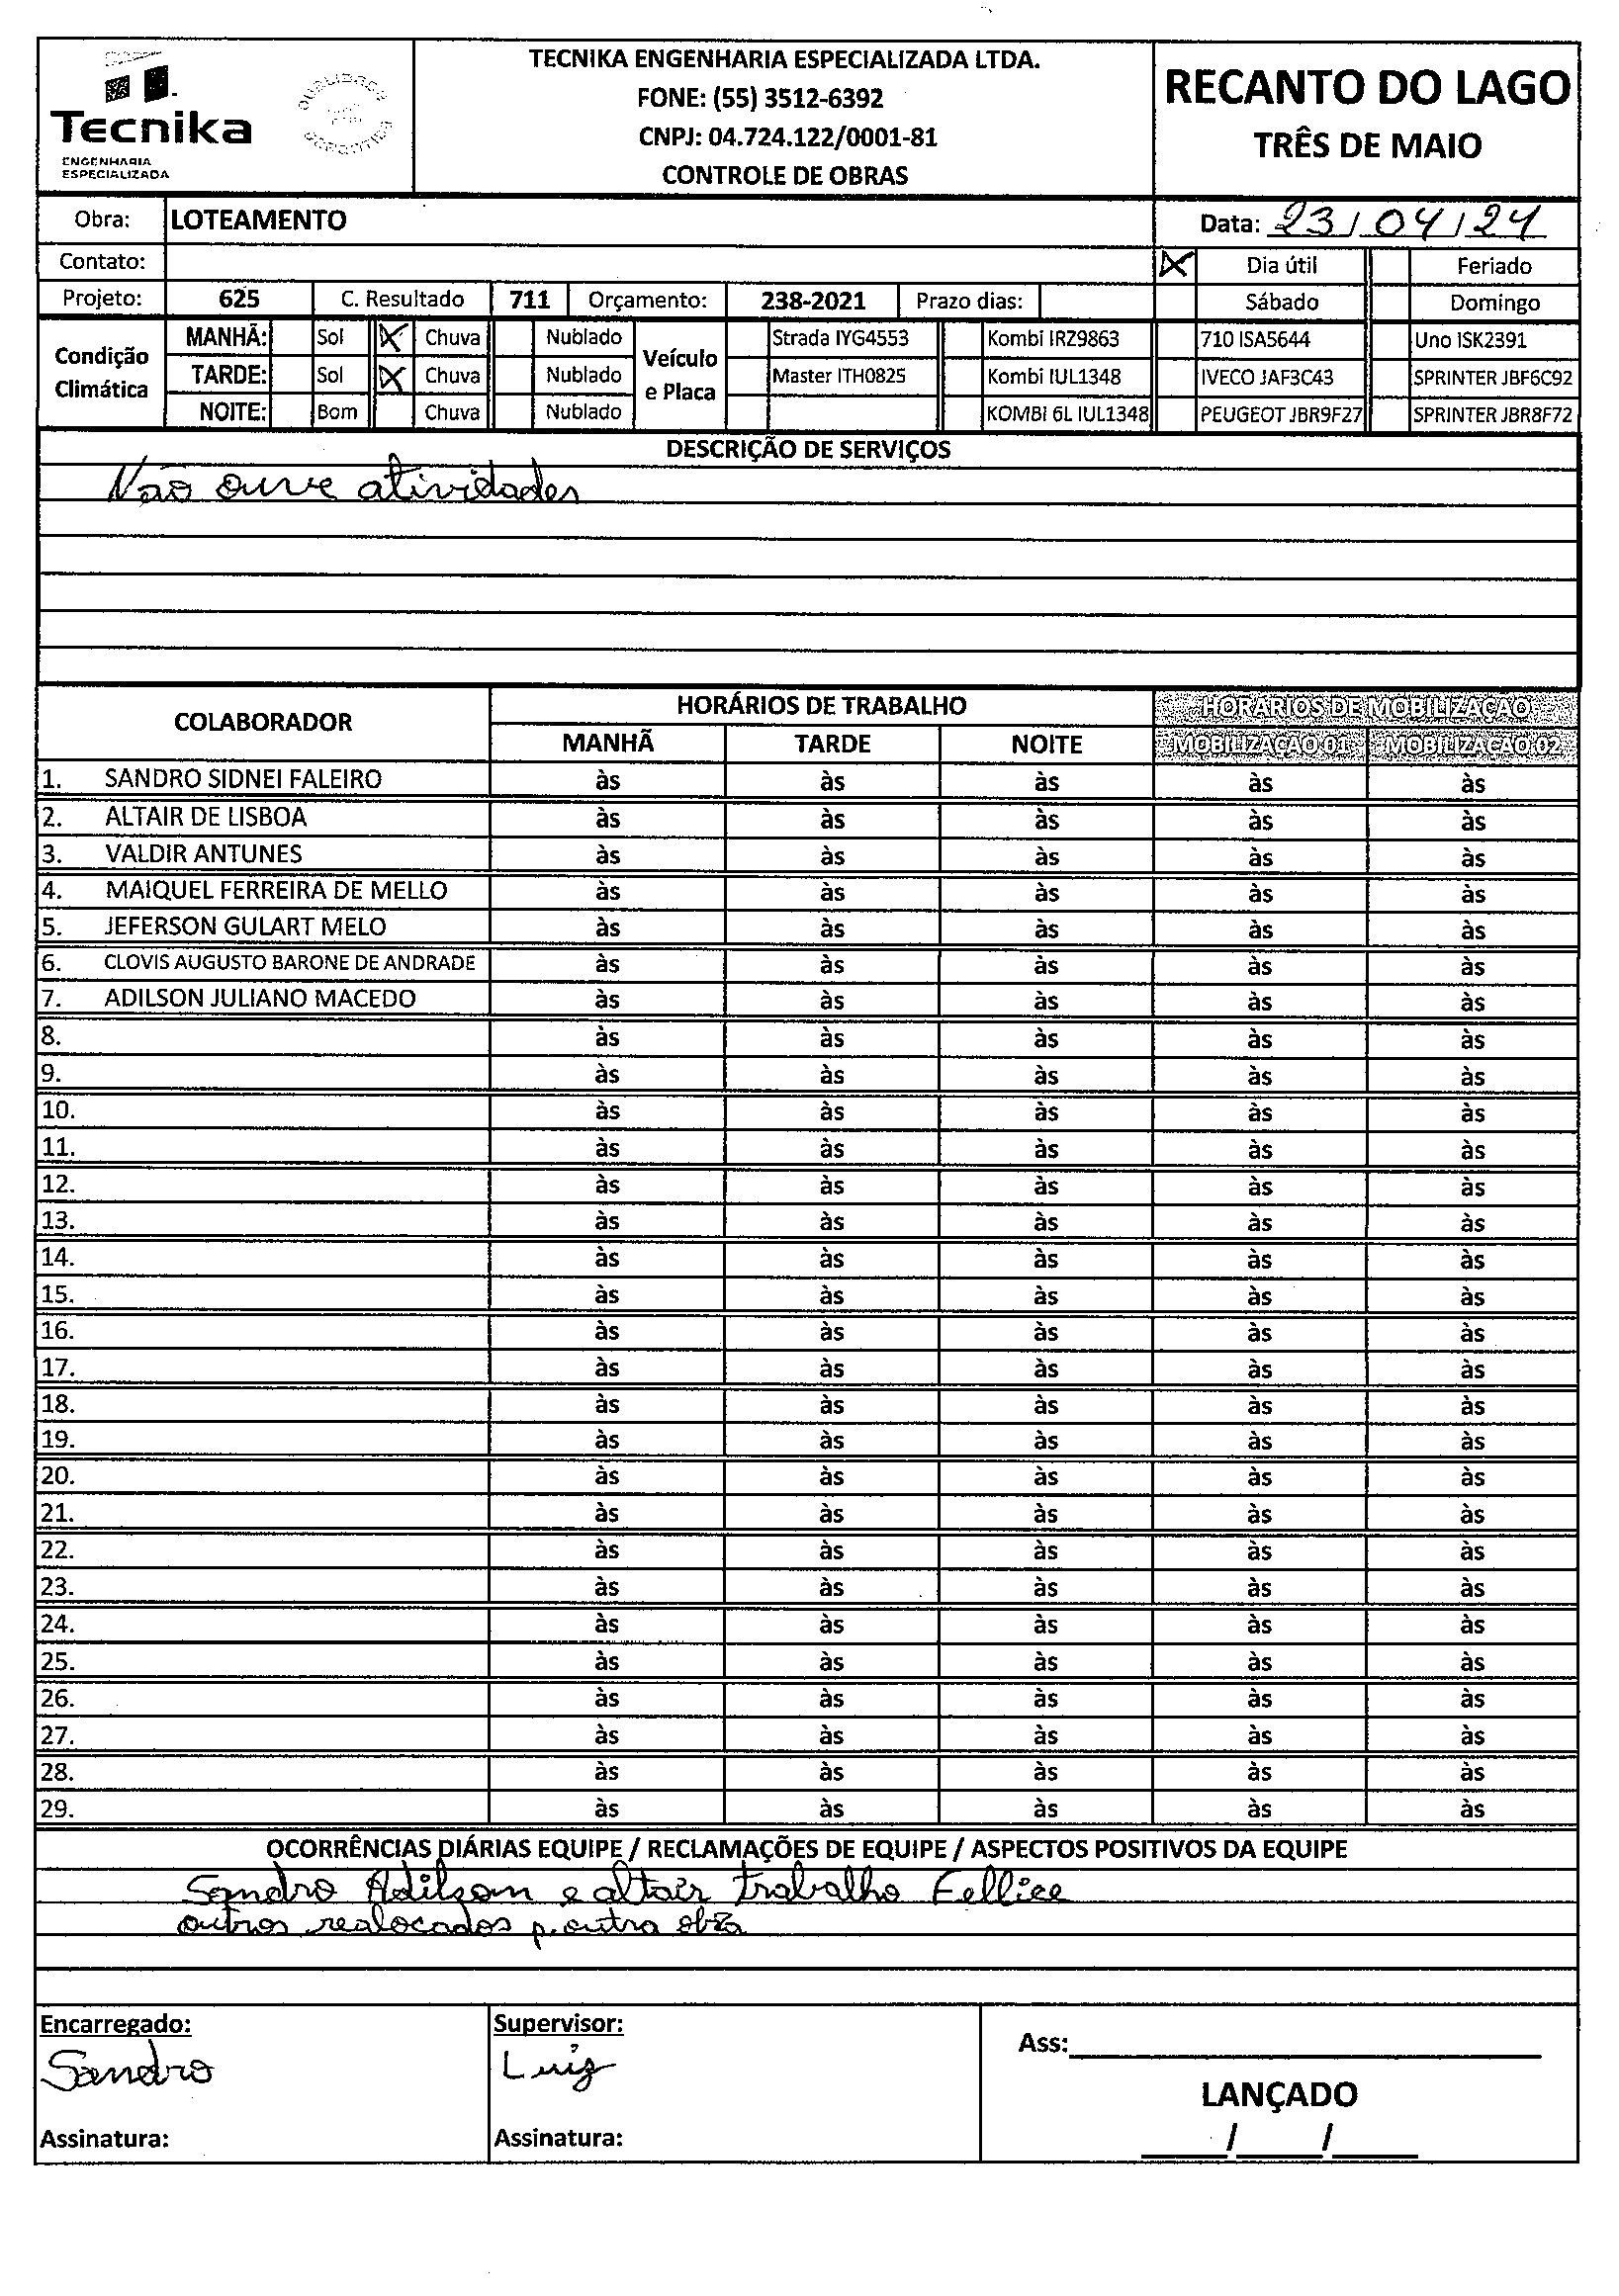 Tecnika
ENGENHARIA
ESPECIALIZADA
TECNIKA ENGENHARIA ESPECIALIZADA LTDA.
FONE: (55) 3512-6392
CNPJ: 04.724.122/0001-81
CONTROLE DE OBRAS
RECANTO DO LAGO
TRÊS DE MAIO
Obra: LOTEAMENTO Data: 23/04/24
Contato: X Dia útil Feriado
Projeto: 625 C. Resultado 711 Orçamento: 238-2021 Prazo dias: Sábado Domingo
Condição Climática
MANHÃ: Sol X Chuva Nublado
TARDE: Sol X Chuva Nublado
NOITE: Bom Chuva Nublado
Veículo e Placa
Strada IYG4553 Kombi IRZ9863 710 ISA5644 Uno ISK2391
Master ITH0825 Kombi IUL1348 IVECO JAF3C43 SPRINTER JBF6C92
KOMBI 6L IUL1348 PEUGEOT JBR9F27 SPRINTER JBR8F72
DESCRIÇÃO DE SERVIÇOS
Não ouve atividades
COLABORADOR HORÁRIOS DE TRABALHO HORÁRIOS DE MOBILIZAÇÃO
MANHÃ TARDE NOITE MOBILIZAÇÃO 01 MOBILIZAÇÃO 02
1. SANDRO SIDNEI FALEIRO às às às às às
2. ALTAIR DE LISBOA às às às às às
3. VALDIR ANTUNES às às às às às
4. MAIQUEL FERREIRA DE MELLO às às às às às
5. JEFERSON GULART MELO às às às às às
6. CLOVIS AUGUSTO BARONE DE ANDRADE às às às às às
7. ADILSON JULIANO MACEDO às às às às às
8. às às às às às
9. às às às às às
10. às às às às às
11. às às às às às
12. às às às às às
13. às às às às às
14. às às às às às
15. às às às às às
16. às às às às às
17. às às às às às
18. às às às às às
19. às às às às às
20. às às às às às
21. às às às às às
22. às às às às às
23. às às às às às
24. às às às às às
25. às às às às às
26. às às às às às
27. às às às às às
28. às às às às às
29. às às às às às
OCORRÊNCIAS DIÁRIAS EQUIPE / RECLAMAÇÕES DE EQUIPE / ASPECTOS POSITIVOS DA EQUIPE
Sandro Adilson e altair trabalho Fellice
outros realocados p. outra obra
Encarregado: Supervisor: Ass:
Sandro Luiz
LANÇADO
Assinatura: Assinatura: / /